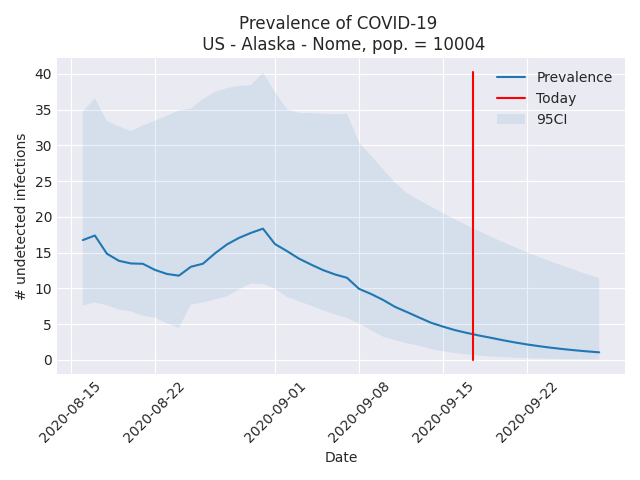 Prevalence of COVID-19
US - Alaska - Nome, pop. = 10004
Prevalence
Today
95CI
# undetected infections
40
35
30
25
20
15
10
5
0
2020-08-15
2020-08-22
2020-09-01
2020-09-08
2020-09-15
2020-09-22
Date